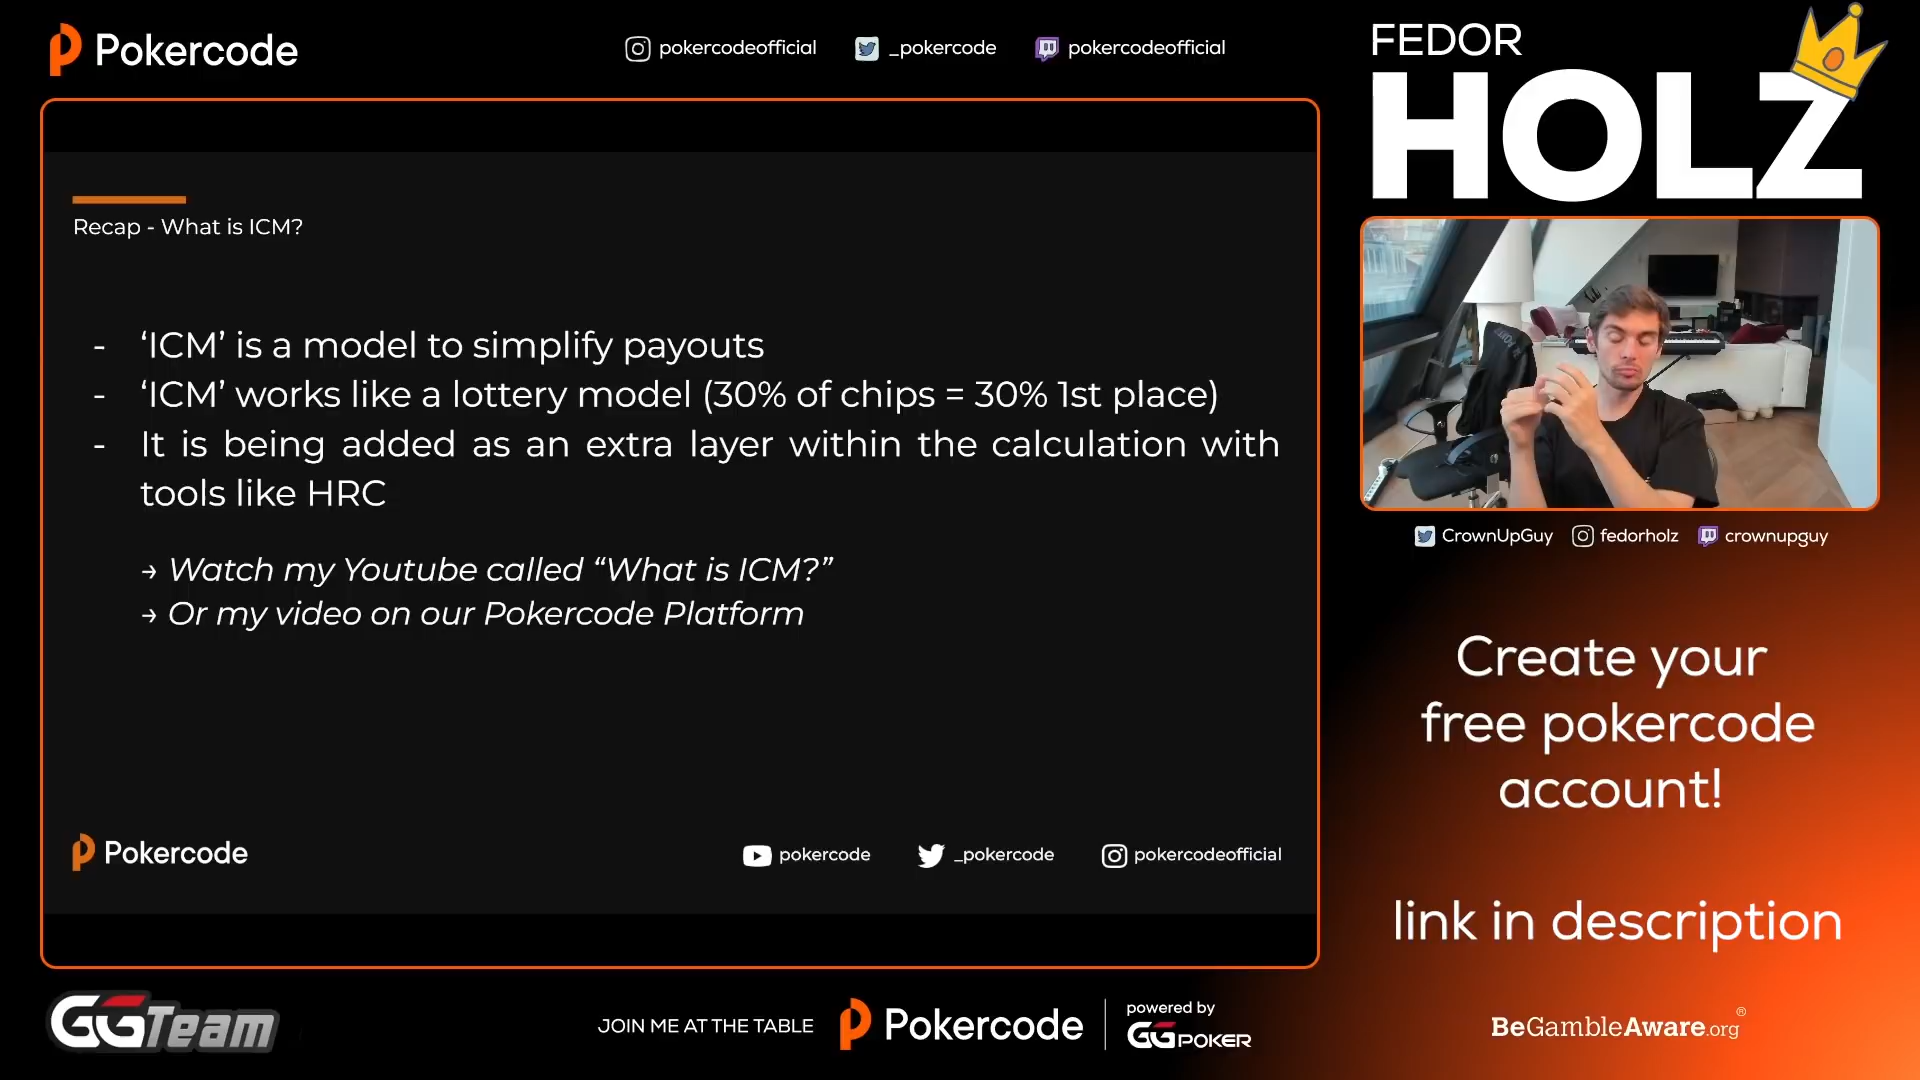 Pokercode
pokercodeofficial
_pokercode
pokercodeofficial
FEDOR
HOLZ
Recap - What is ICM?
- ‘ICM’ is a model to simplify payouts
- ‘ICM’ works like a lottery model (30% of chips = 30% 1st place)
- It is being added as an extra layer within the calculation with
tools like HRC
→ Watch my Youtube called “What is ICM?”
→ Or my video on our Pokercode Platform
Pokercode
pokercode
_pokercode
pokercodeofficial
CrownUpGuy
fedorholz
crownupguy
Create your
free pokercode
account!
link in description
GGTeam
JOIN ME AT THE TABLE
Pokercode
powered by
GGPOKER
BeGambleAware.org®